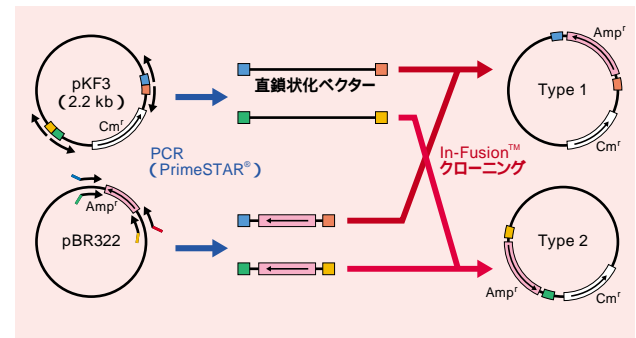 pKF3
(2.2 kb)
Cmʳ
直鎖状化ベクター
PCR
(PrimeSTAR®)
Ampʳ
pBR322
In-Fusion™
クローニング
Ampʳ
Type 1
Cmʳ
Type 2
Ampʳ
Cmʳ